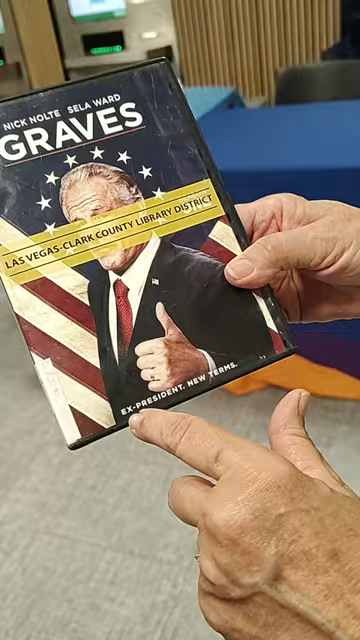 NICK NOLTE SELA WARD
GRAVES
LAS VEGAS-CLARK COUNTY LIBRARY DISTRICT
EX-PRESIDENT. NEW TERMS.